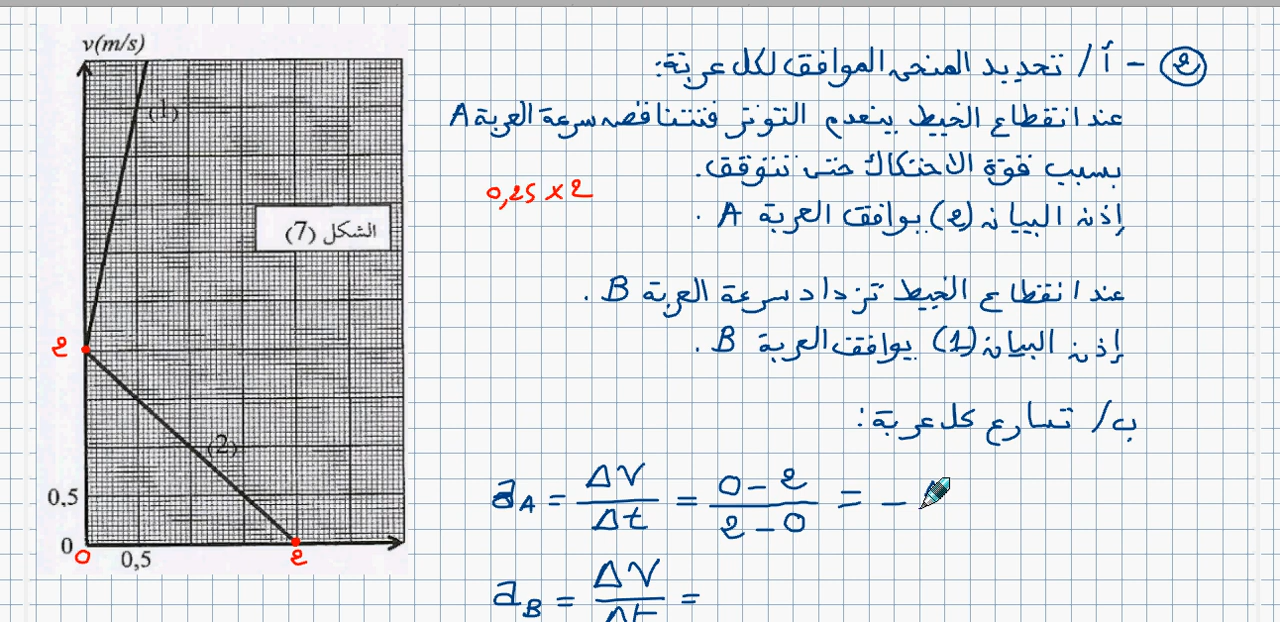 ② - أ / تحديد المنحى الموافق لكل عربة:
عند انقطاع الخيط ينعدم التوتر فتتناقص سرعة العربة A
بسبب قوة الاحتكاك حتى تتوقف.
0,25 × 2
إذن البيان (2) يوافق العربة A .
عند انقطاع الخيط تزداد سرعة العربة B .
إذن البيان (1) يوافق العربة B .
ب / تسارع كل عربة:
a_A = ΔV/Δt = (0 - 2)/(2 - 0) = -
a_B = ΔV/Δt =
v(m/s)
(1)
الشكل (7)
2
(2)
0,5
0
0 0,5 2